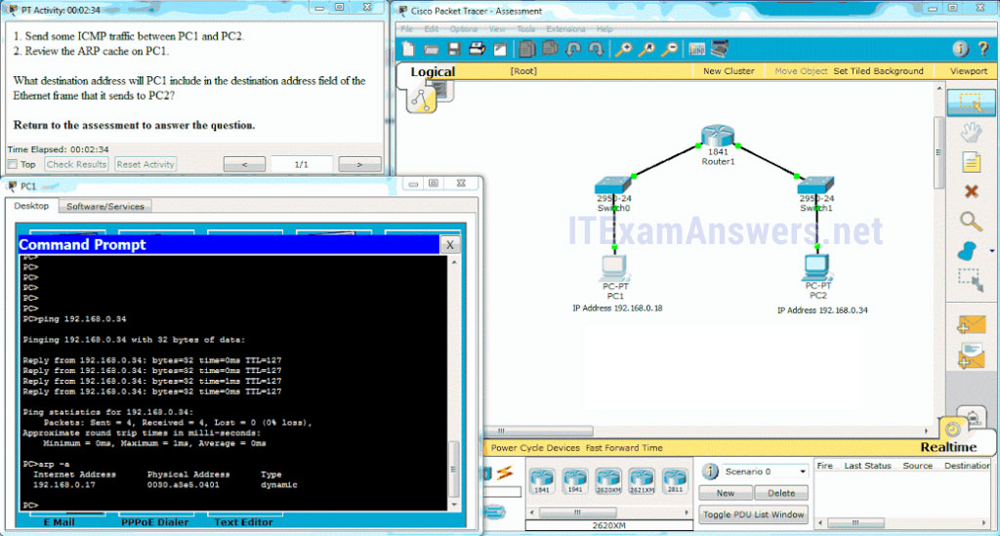 PT Activity: 00:02:34
1. Send some ICMP traffic between PC1 and PC2.
2. Review the ARP cache on PC1.
What destination address will PC1 include in the destination address field of the
Ethernet frame that it sends to PC2?
Return to the assessment to answer the question.
Time Elapsed: 00:02:34
Top
Check Results
Reset Activity
<
1/1
>
PC1
Desktop
Software/Services
Command Prompt
X
PC>
PC>
PC>
PC>
PC>
PC>
PC>ping 192.168.0.34
Pinging 192.168.0.34 with 32 bytes of data:
Reply from 192.168.0.34: bytes=32 time=0ms TTL=127
Reply from 192.168.0.34: bytes=32 time=0ms TTL=127
Reply from 192.168.0.34: bytes=32 time=1ms TTL=127
Reply from 192.168.0.34: bytes=32 time=0ms TTL=127
Ping statistics for 192.168.0.34:
Packets: Sent = 4, Received = 4, Lost = 0 (0% loss),
Approximate round trip times in milli-seconds:
Minimum = 0ms, Maximum = 1ms, Average = 0ms
PC>arp -a
Internet Address Physical Address Type
192.168.0.17 0030.a3e5.0401 dynamic
PC>
E Mail
PPPoE Dialer
Text Editor
Cisco Packet Tracer - Assessment
File Edit Options View Tools Extensions Help
Logical
[Root]
New Cluster
Move Object
Set Tiled Background
Viewport
1841
Router1
2950-24
Switch0
2950-24
Switch1
ITExamAnswers.net
PC-PT
PC1
PC-PT
PC2
IP Address 192.168.0.18
IP Address 192.168.0.34
Realtime
Power Cycle Devices Fast Forward Time
1841
1941
2620XM
2621XM
2811
2620XM
Scenario 0
New
Delete
Toggle PDU List Window
Fire Last Status Source Destination